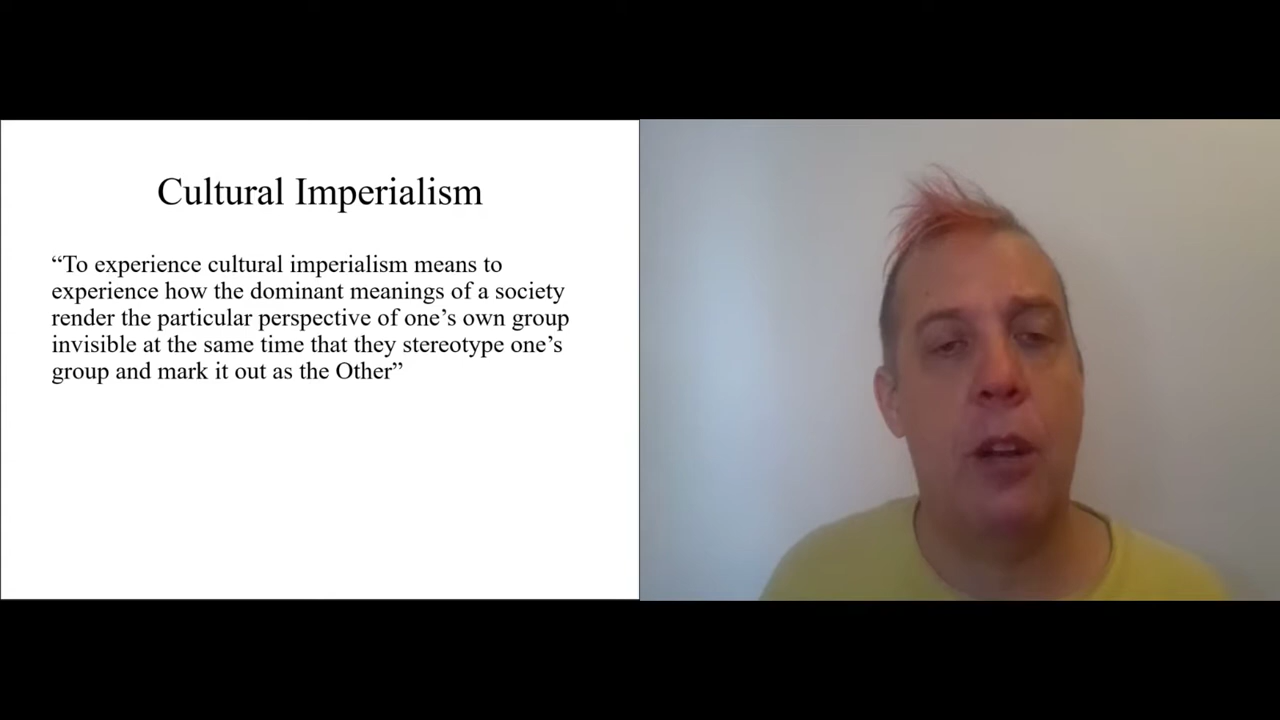 Cultural Imperialism
“To experience cultural imperialism means to
experience how the dominant meanings of a society
render the particular perspective of one’s own group
invisible at the same time that they stereotype one’s
group and mark it out as the Other”